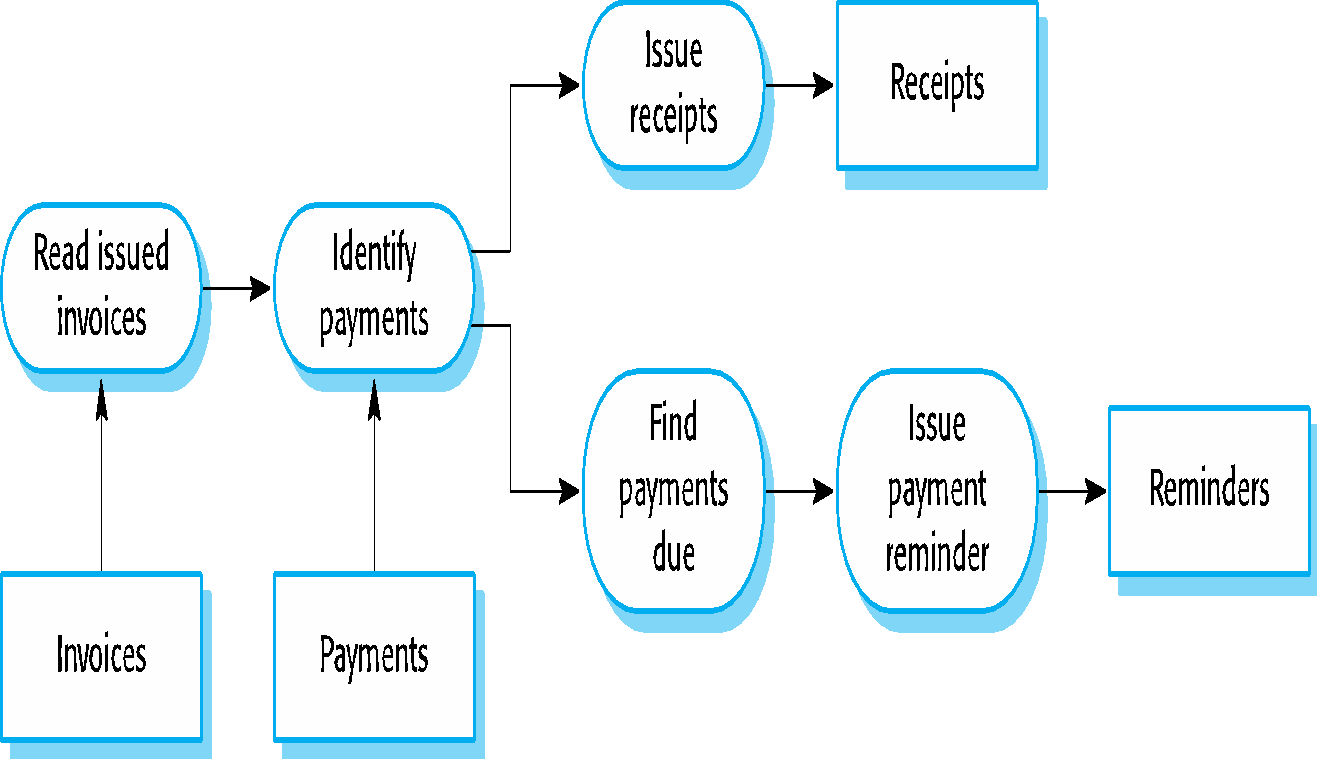 Issue
receipts
Receipts
Read issued
invoices
Identify
payments
Find
payments
due
Issue
payment
reminder
Reminders
Invoices
Payments